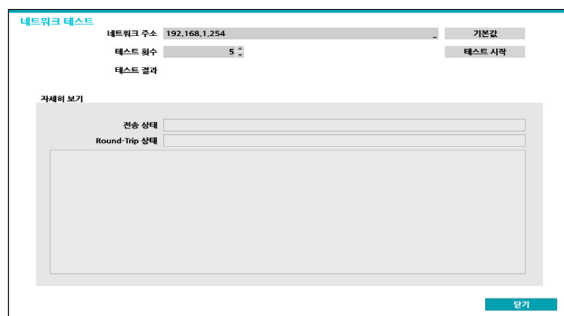 네트워크 테스트
네트워크 주소 192.168.1.254 기본값
테스트 횟수 5 테스트 시작
테스트 결과
자세히 보기
전송 상태
Round-Trip 상태
닫기